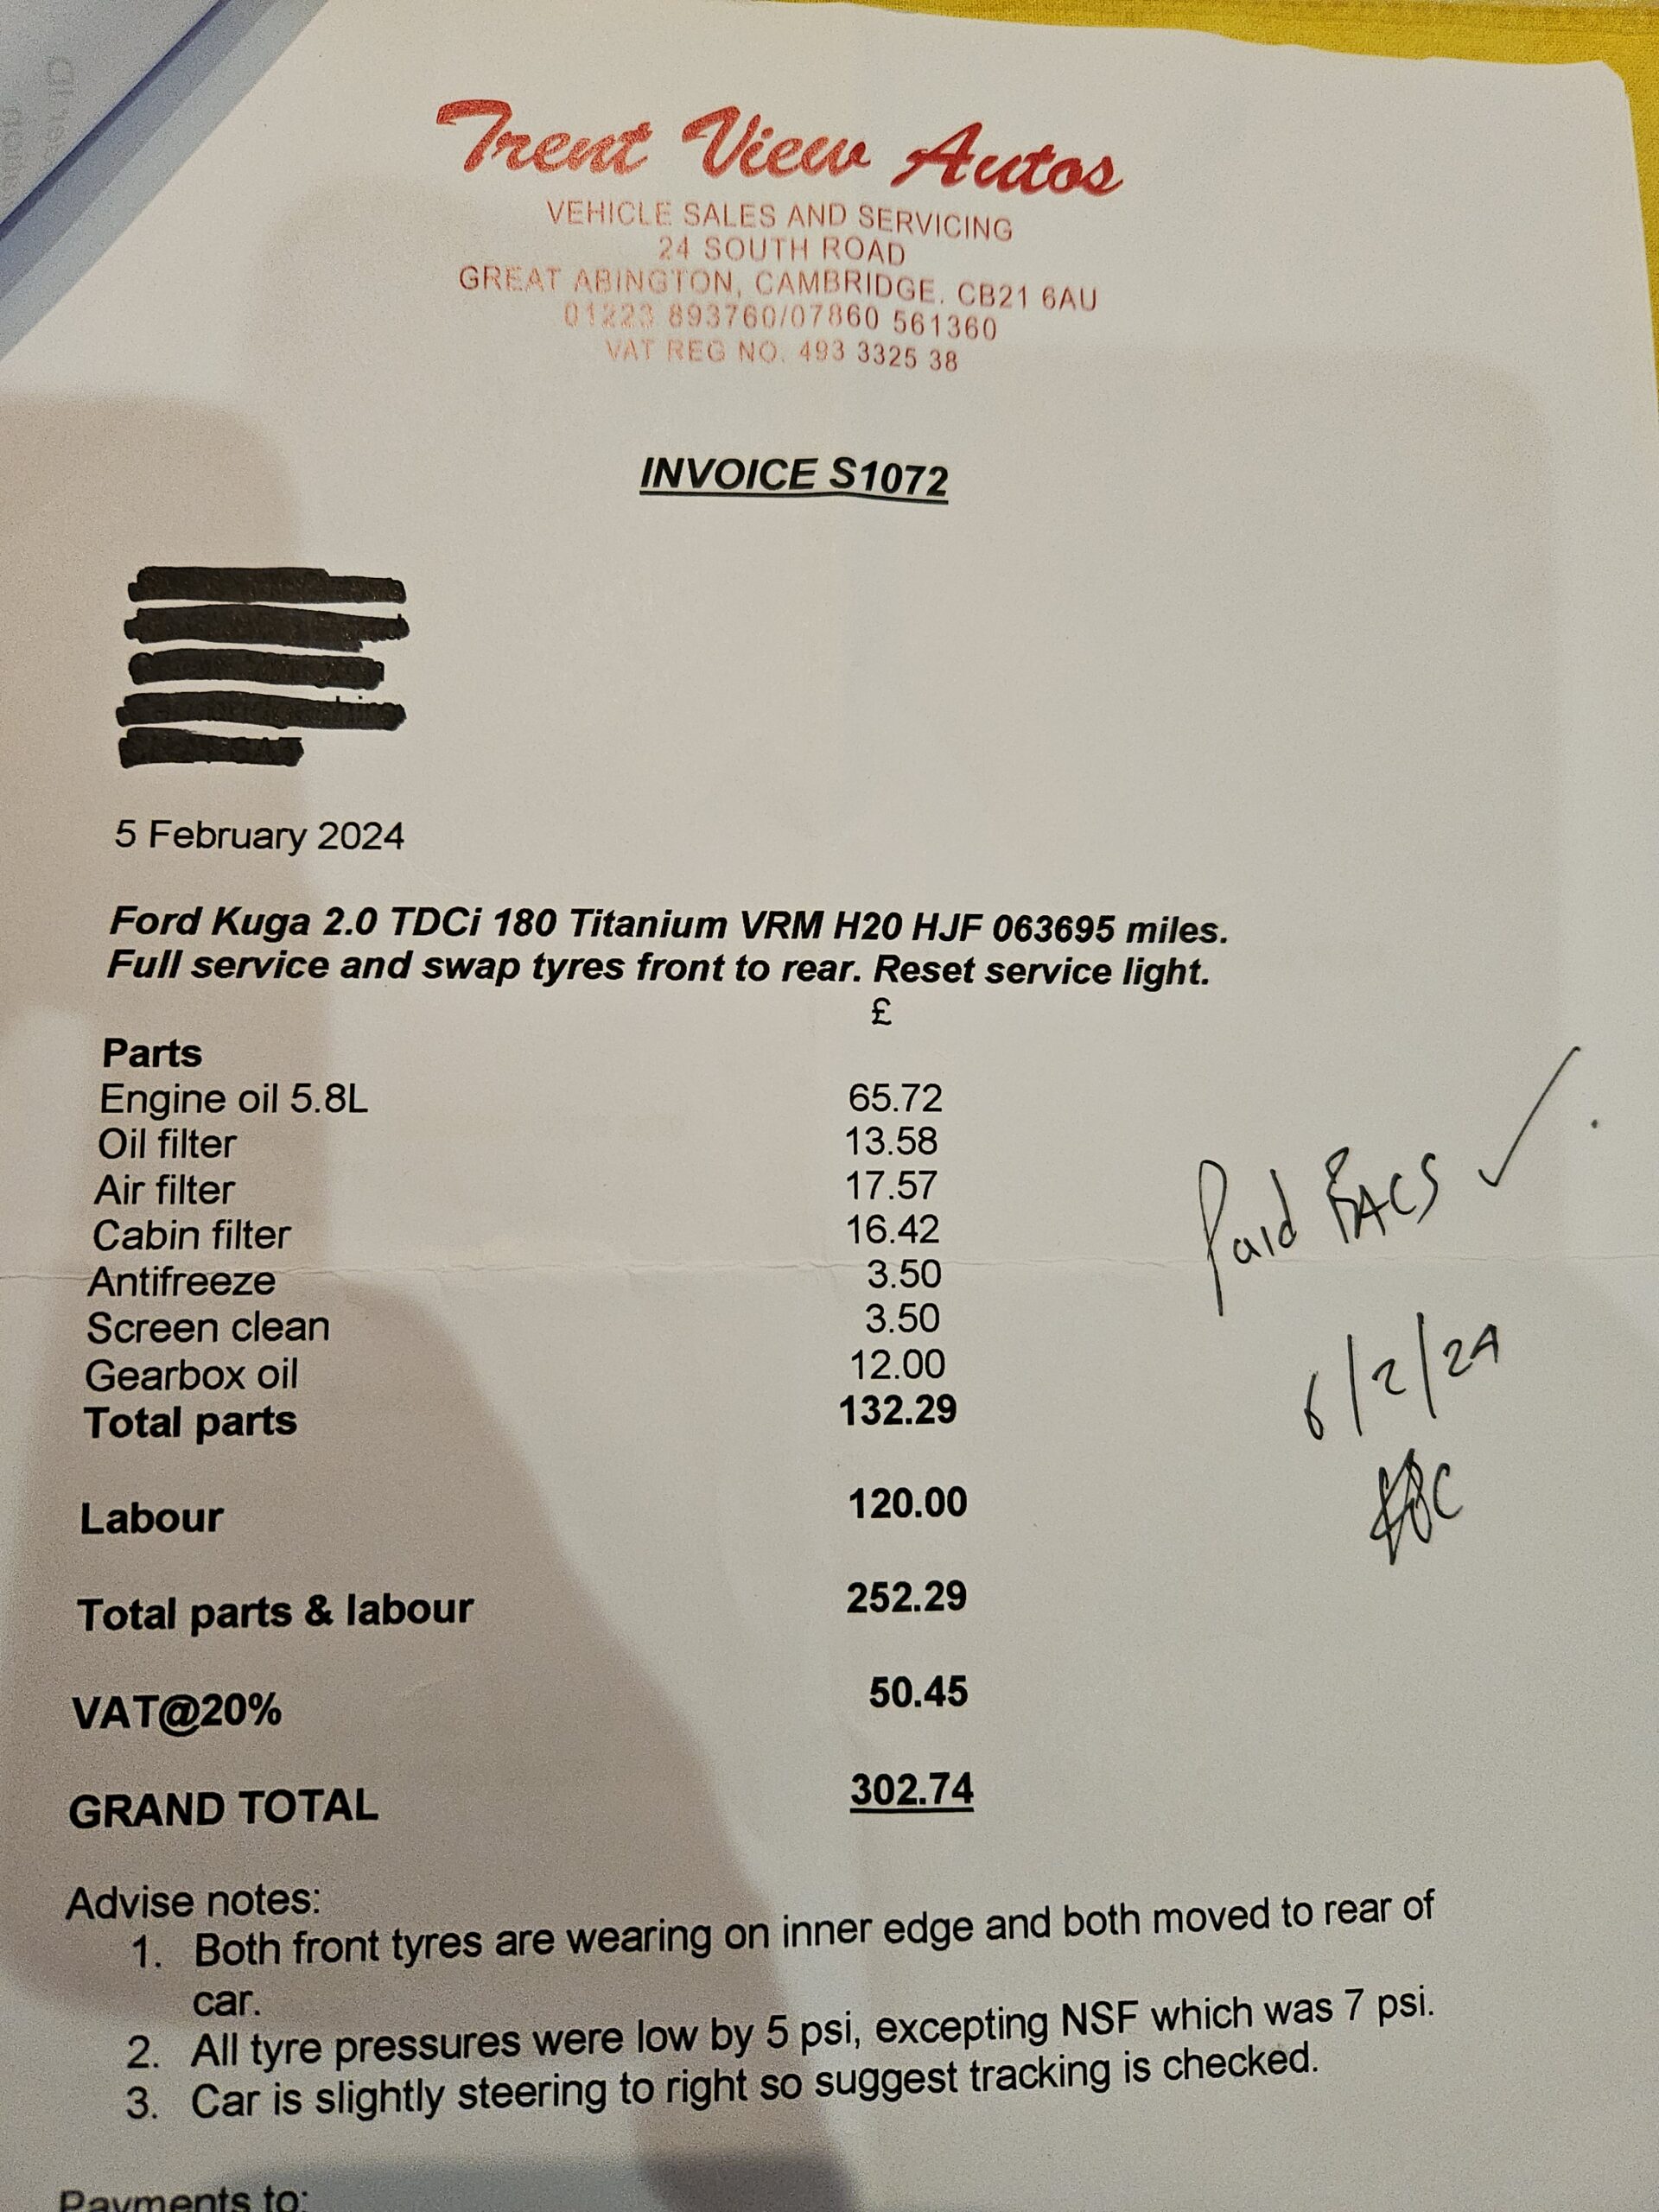 Trent View Autos
VEHICLE SALES AND SERVICING
24 SOUTH ROAD
GREAT ABINGTON, CAMBRIDGE. CB21 6AU
01223 893760/07860 561360
VAT REG NO. 493 3325 38
INVOICE S1072
5 February 2024
Ford Kuga 2.0 TDCi 180 Titanium VRM H20 HJF 063695 miles.
Full service and swap tyres front to rear. Reset service light.
£
Parts
Engine oil 5.8L 65.72
Oil filter 13.58
Air filter 17.57
Cabin filter 16.42
Antifreeze 3.50
Screen clean 3.50
Gearbox oil 12.00
Total parts 132.29
Paid BACS ✓
6/2/24
Labour 120.00
Total parts & labour 252.29
VAT@20% 50.45
GRAND TOTAL 302.74
Advise notes:
1. Both front tyres are wearing on inner edge and both moved to rear of
car.
2. All tyre pressures were low by 5 psi, excepting NSF which was 7 psi.
3. Car is slightly steering to right so suggest tracking is checked.
Payments to: